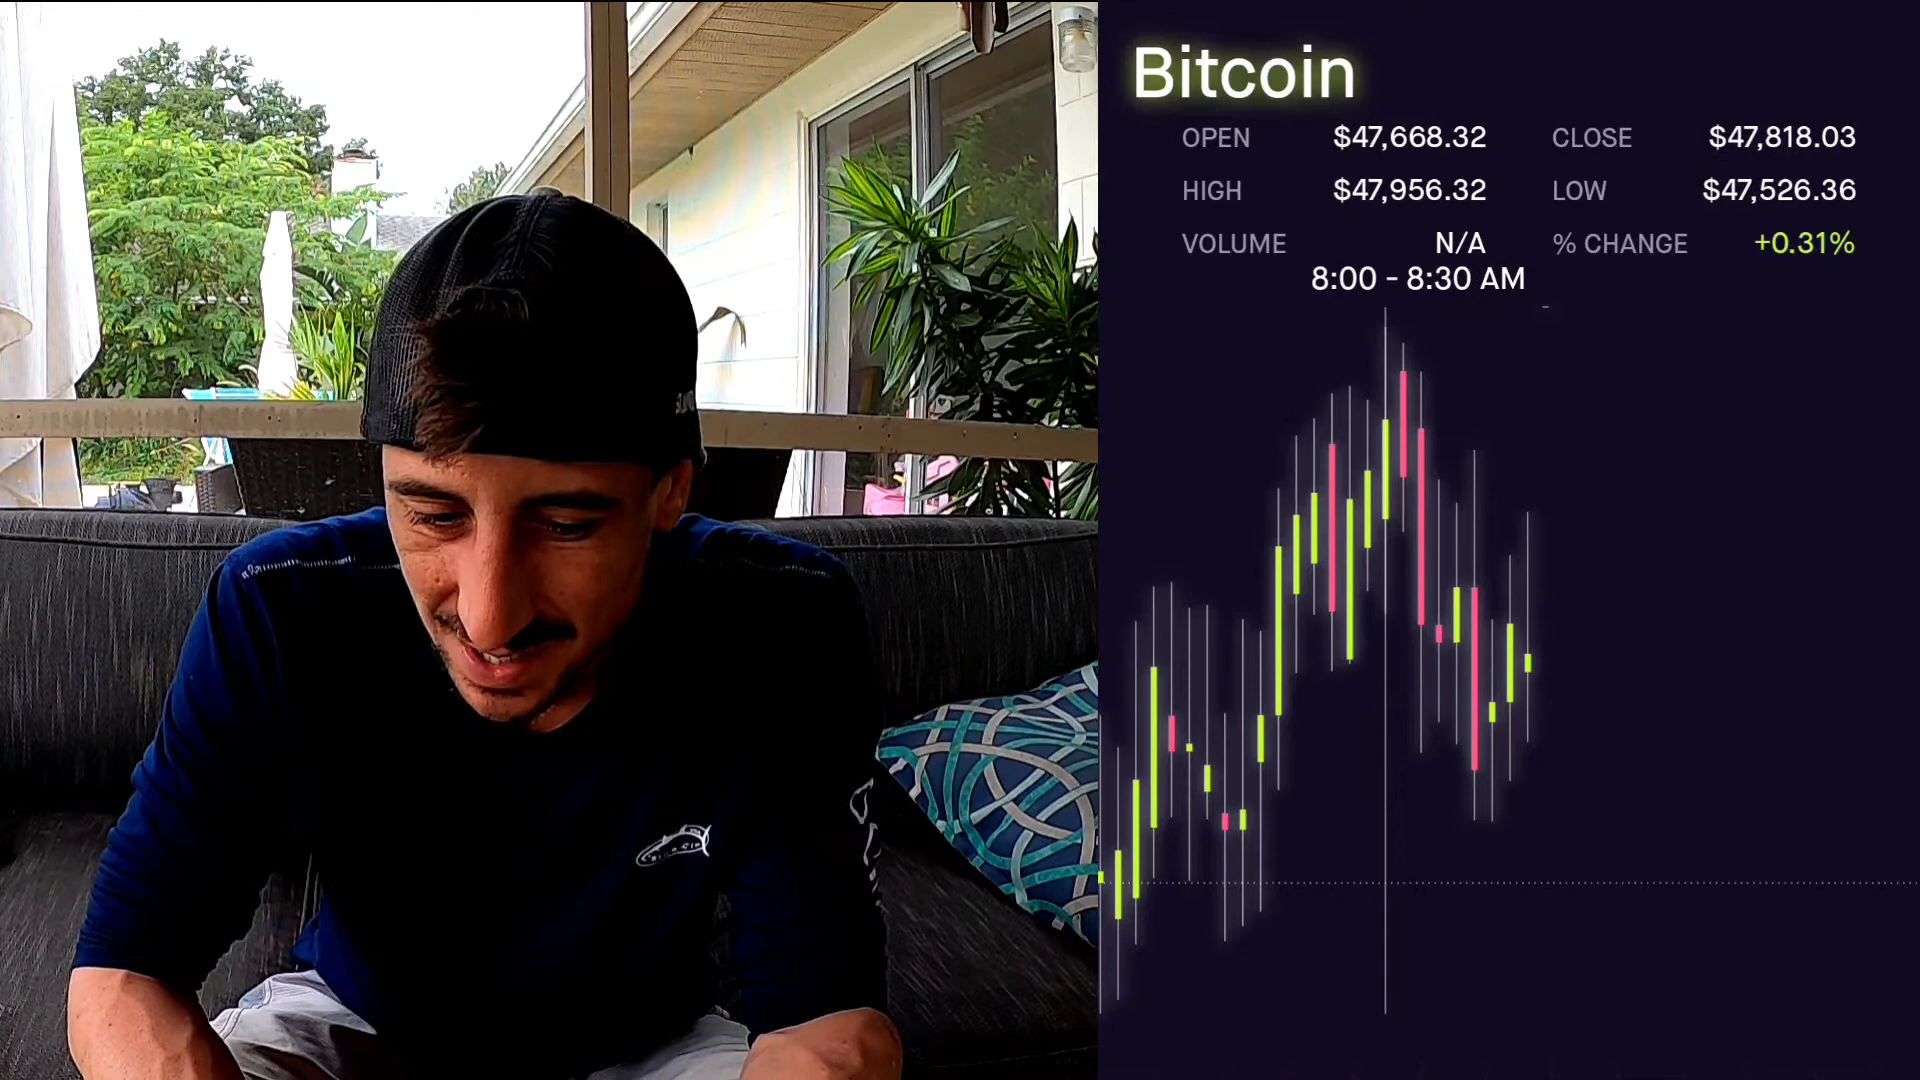 Bitcoin
OPEN $47,668.32 CLOSE $47,818.03
HIGH $47,956.32 LOW $47,526.36
VOLUME N/A % CHANGE +0.31%
8:00 - 8:30 AM